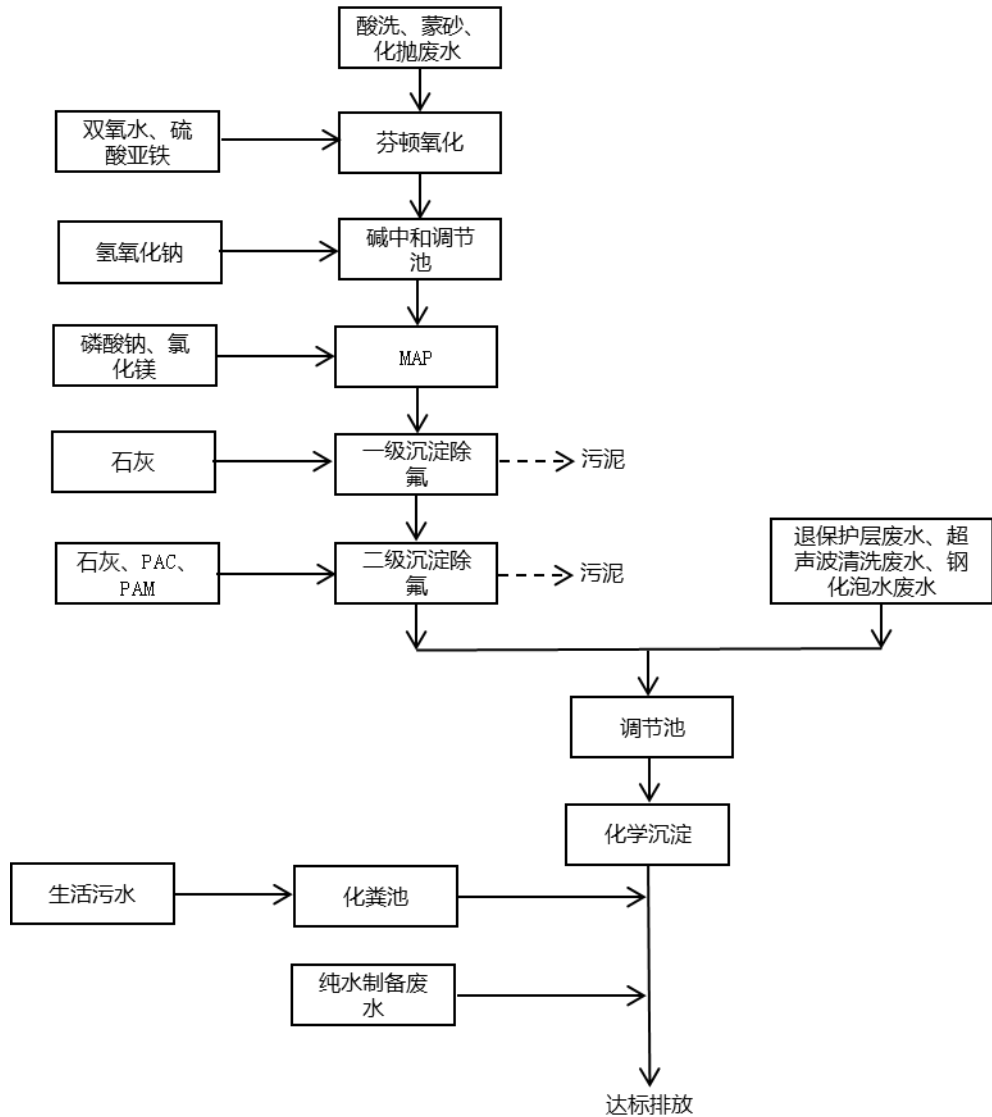 酸洗、蒙砂、
化抛废水
双氧水、硫
酸亚铁
芬顿氧化
氢氧化钠
碱中和调节
池
磷酸钠、氯
化镁
MAP
石灰
一级沉淀除
氟
污泥
石灰、PAC、
PAM
二级沉淀除
氟
污泥
退保护层废水、超
声波清洗废水、钢
化泡水废水
调节池
化学沉淀
生活污水
化粪池
纯水制备废
水
达标排放